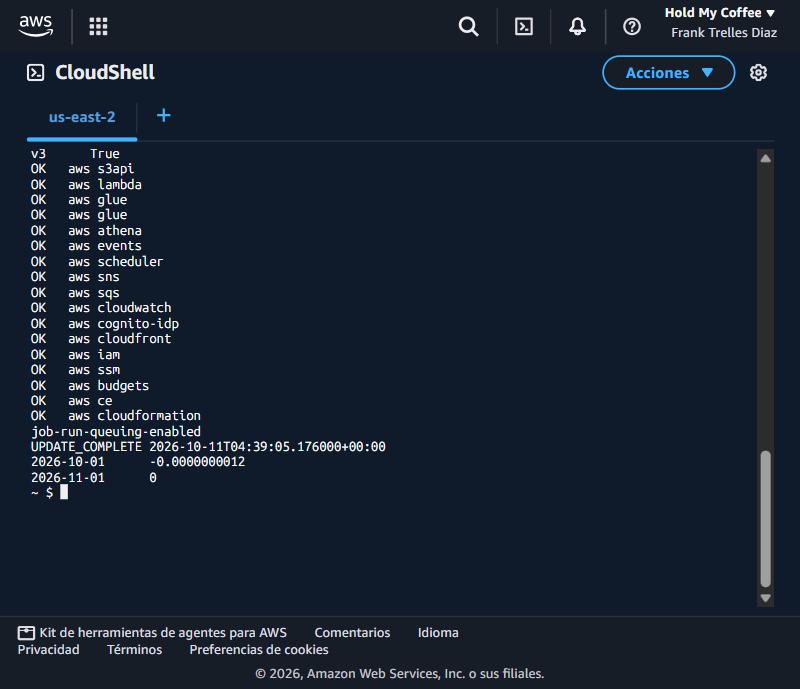 aws
Hold My Coffee
Frank Trelles Diaz
CloudShell
Acciones
us-east-2
+
v3      True
OK   aws s3api
OK   aws lambda
OK   aws glue
OK   aws glue
OK   aws athena
OK   aws events
OK   aws scheduler
OK   aws sns
OK   aws sqs
OK   aws cloudwatch
OK   aws cognito-idp
OK   aws cloudfront
OK   aws iam
OK   aws ssm
OK   aws budgets
OK   aws ce
OK   aws cloudformation
job-run-queuing-enabled
UPDATE_COMPLETE 2026-10-11T04:39:05.176000+00:00
2026-10-01      -0.0000000012
2026-11-01      0
~ $
Kit de herramientas de agentes para AWS   Comentarios   Idioma
Privacidad   Términos   Preferencias de cookies
© 2026, Amazon Web Services, Inc. o sus filiales.